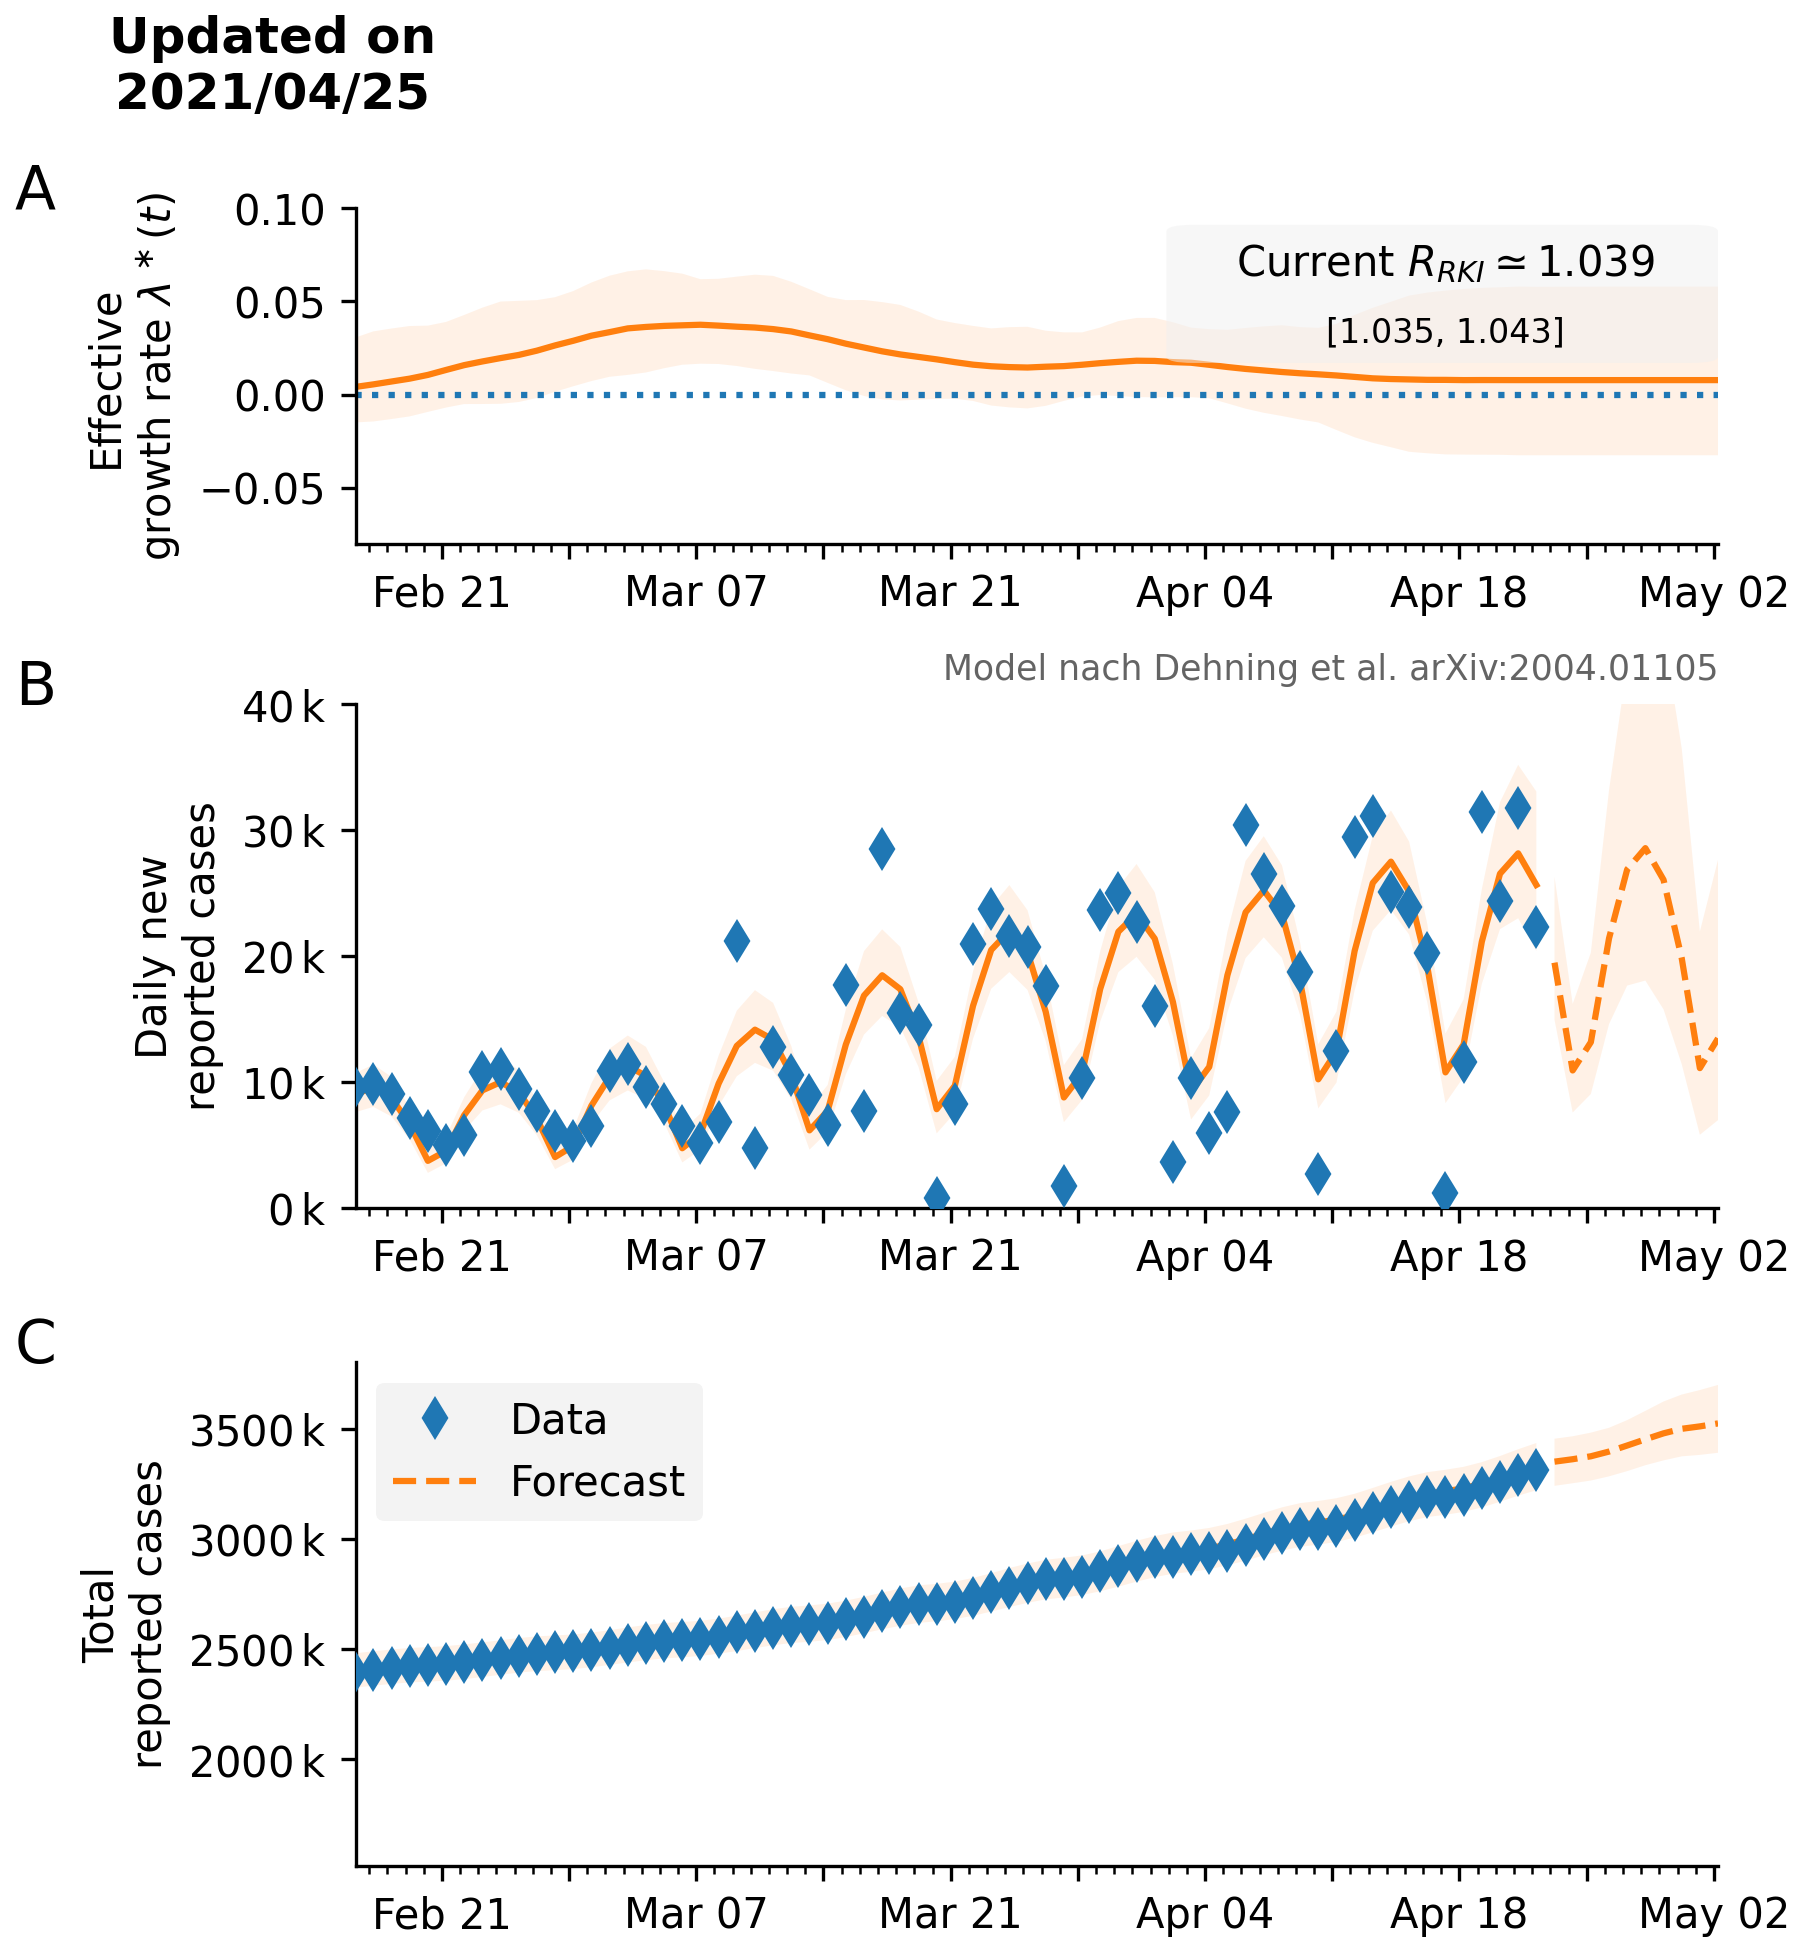 Updated on
2021/04/25
A
Effective
growth rate λ * (t)
0.10
0.05
0.00
−0.05
Current R_RKI ≃ 1.039
[1.035, 1.043]
Feb 21
Mar 07
Mar 21
Apr 04
Apr 18
May 02
B
Model nach Dehning et al. arXiv:2004.01105
Daily new
reported cases
40 k
30 k
20 k
10 k
0 k
Feb 21
Mar 07
Mar 21
Apr 04
Apr 18
May 02
C
Total
reported cases
3500 k
3000 k
2500 k
2000 k
Data
Forecast
Feb 21
Mar 07
Mar 21
Apr 04
Apr 18
May 02